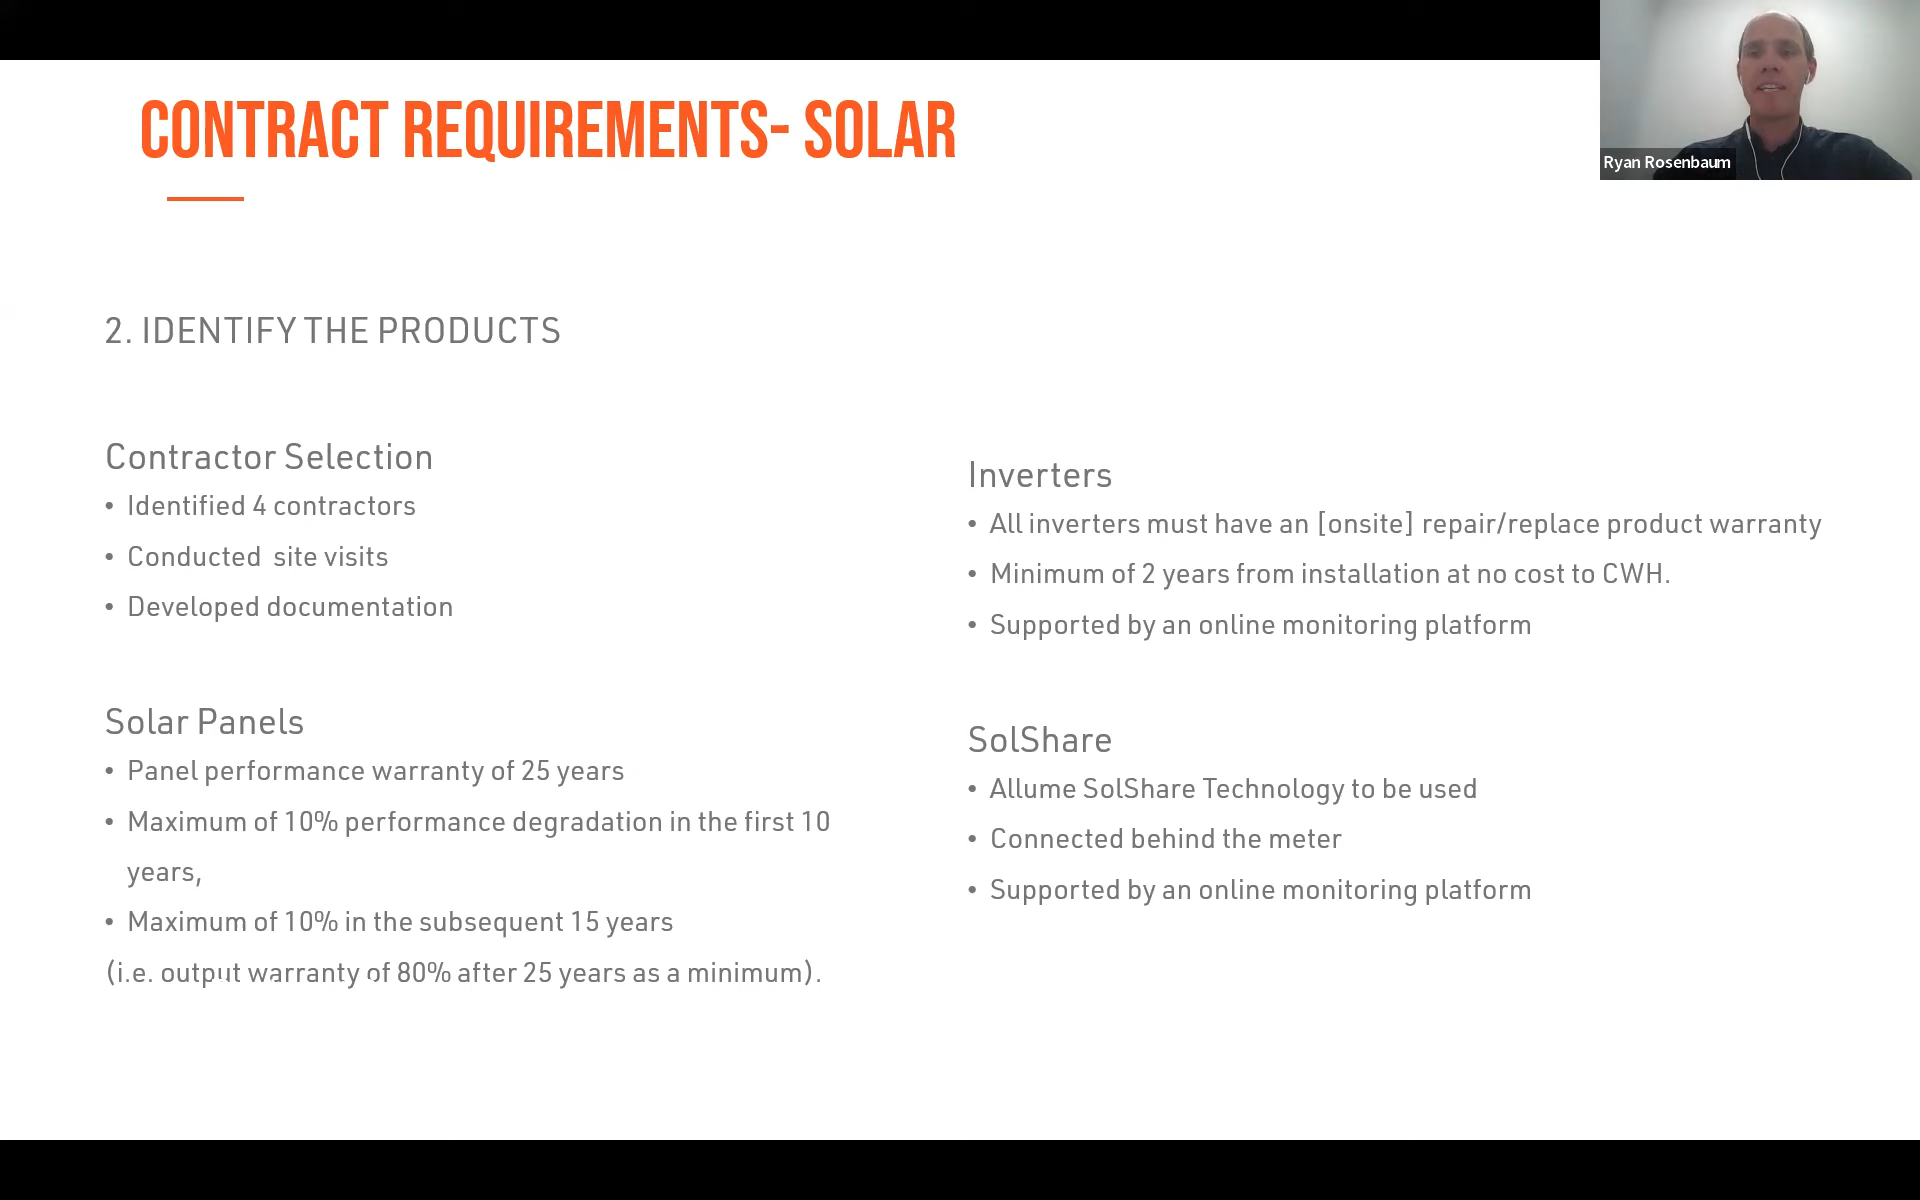 CONTRACT REQUIREMENTS- SOLAR
Ryan Rosenbaum
2. IDENTIFY THE PRODUCTS
Contractor Selection
• Identified 4 contractors
• Conducted  site visits
• Developed documentation
Solar Panels
• Panel performance warranty of 25 years
• Maximum of 10% performance degradation in the first 10
years,
• Maximum of 10% in the subsequent 15 years
(i.e. output warranty of 80% after 25 years as a minimum).
Inverters
• All inverters must have an [onsite] repair/replace product warranty
• Minimum of 2 years from installation at no cost to CWH.
• Supported by an online monitoring platform
SolShare
• Allume SolShare Technology to be used
• Connected behind the meter
• Supported by an online monitoring platform